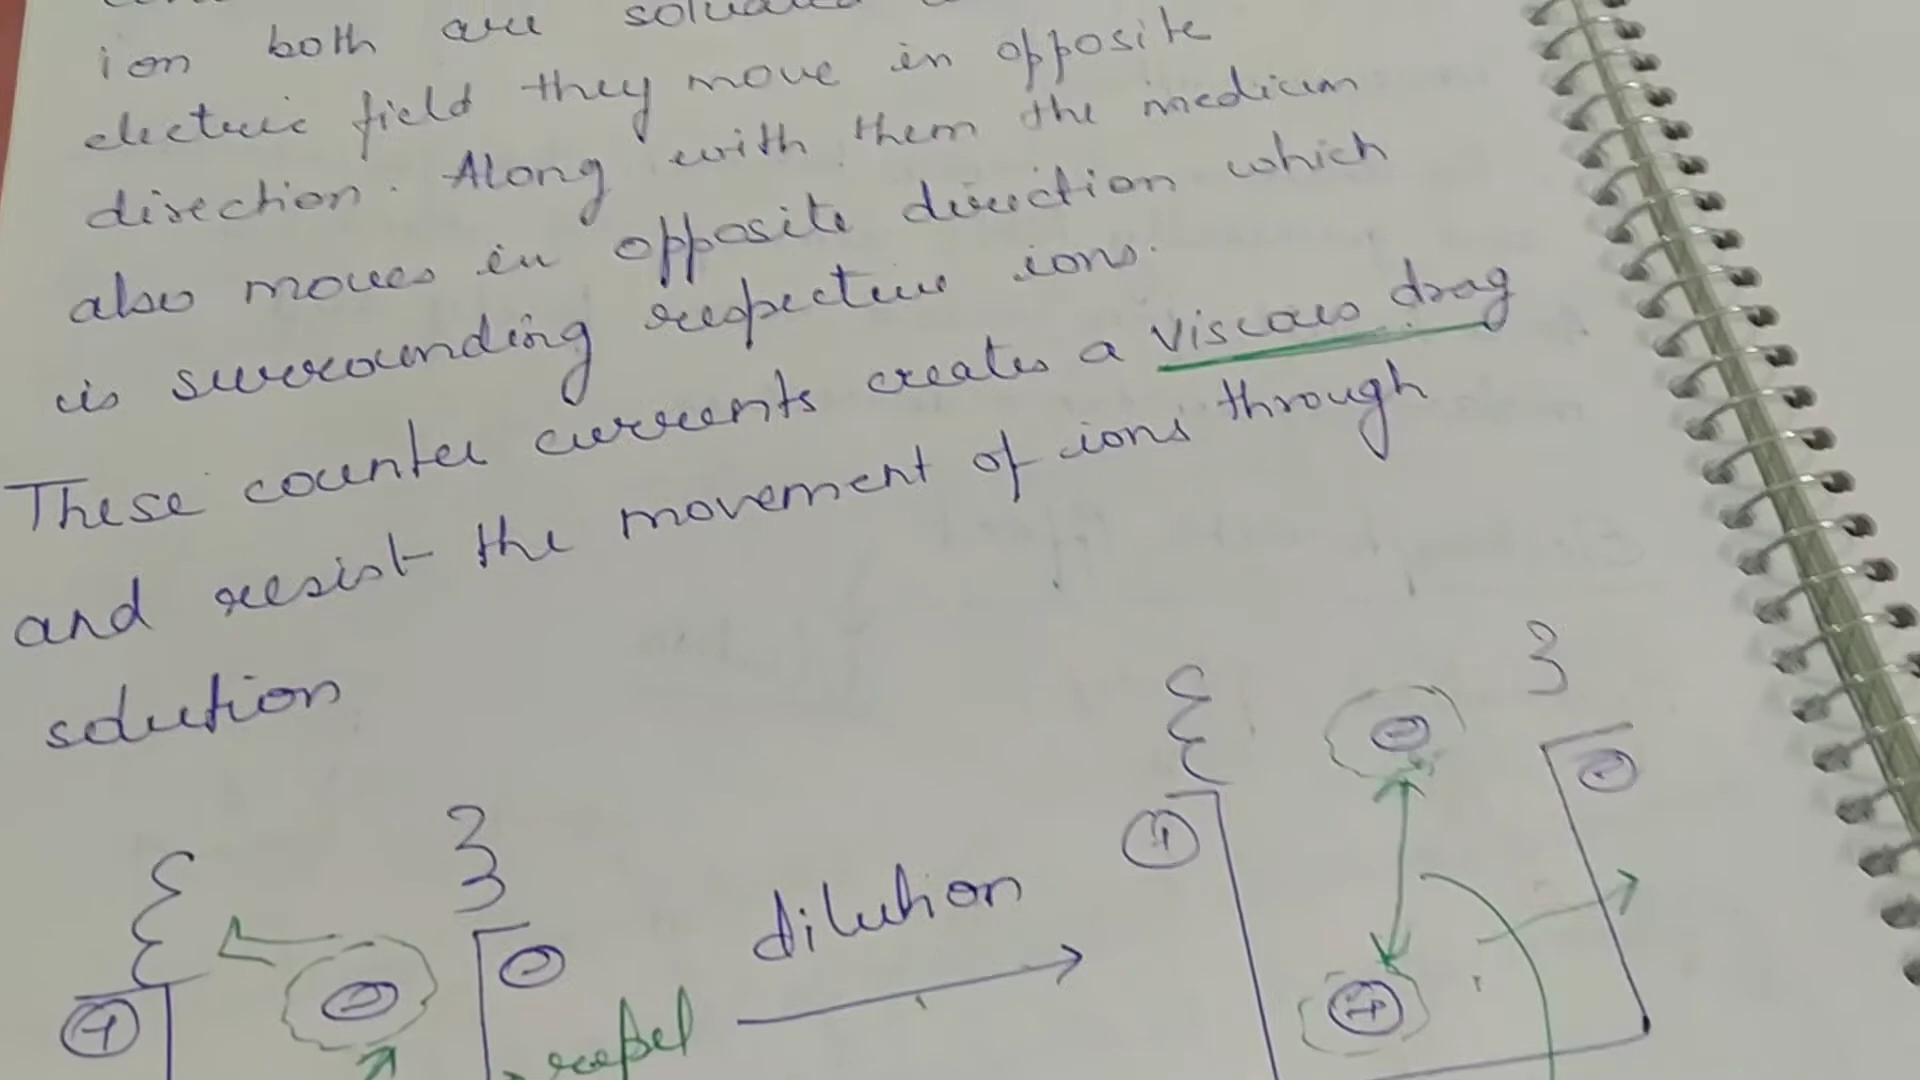 ion both are
electric field they move in opposite
direction. Along with them the medium
also moves in opposite direction which
is surrounding respective ions.
These counter currents creates a viscous drag
and resist the movement of ions through
solution
dilution
repel